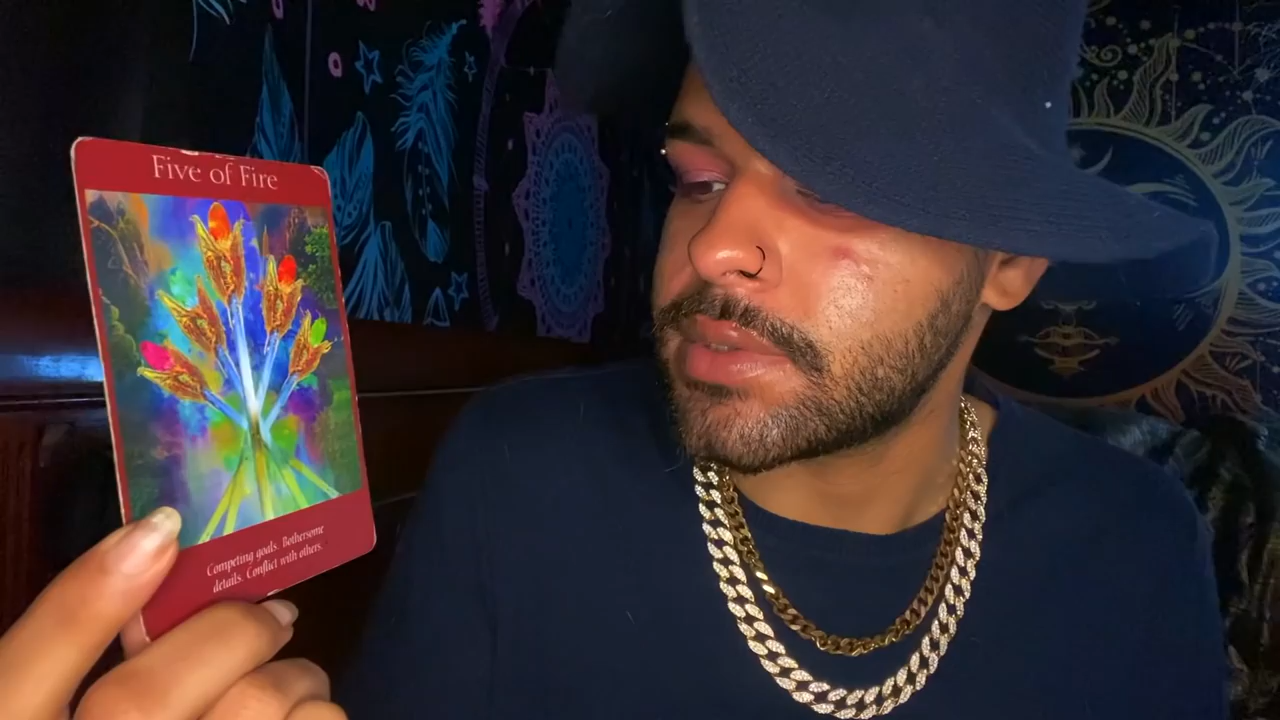 Five of Fire
Competing goals. Bothersome
details. Conflict with others.